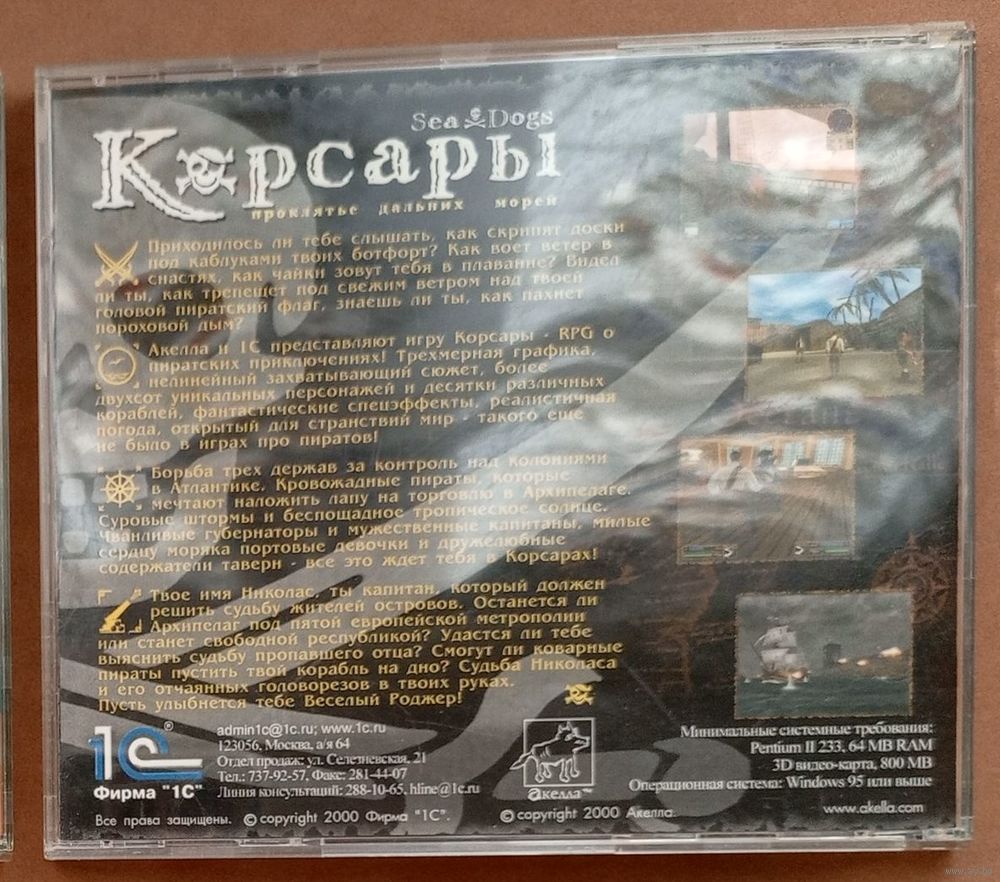 Sea Dogs
Корсары
проклятье дальних морей
Приходилось ли тебе слышать, как скрипят доски
под каблуками твоих ботфорт? Как воет ветер в
снастях, как чайки зовут тебя в плавание? Видел
ли ты, как трепещет под свежим ветром над твоей
головой пиратский флаг, знаешь ли ты, как пахнет
пороховой дым?
Акелла и 1С представляют игру Корсары - RPG о
пиратских приключениях! Трехмерная графика,
нелинейный захватывающий сюжет, более
двухсот уникальных персонажей и десятки различных
кораблей, фантастические спецэффекты, реалистичная
погода, открытый для странствий мир - такого еще
не было в играх про пиратов!
Борьба трех держав за контроль над колониями
в Атлантике. Кровожадные пираты, которые
мечтают наложить лапу на торговлю в Архипелаге.
Суровые штормы и беспощадное тропическое солнце.
Чванливые губернаторы и мужественные капитаны, милые
сердцу моряка портовые девочки и дружелюбные
содержатели таверн - все это ждет тебя в Корсарах!
Твое имя Николас, ты капитан, который должен
решить судьбу жителей островов. Останется ли
Архипелаг под пятой европейской метрополии
или станет свободной республикой? Удастся ли тебе
выяснить судьбу пропавшего отца? Смогут ли коварные
пираты пустить твой корабль на дно? Судьба Николаса
и его отчаянных головорезов в твоих руках.
Пусть улыбнется тебе Веселый Роджер!
1С®
Фирма "1С"
admin1c@1c.ru; www.1c.ru
123056, Москва, а/я 64
Отдел продаж: ул. Селезневская, 21
Тел.: 737-92-57, Факс: 281-44-07
Линия консультаций: 288-10-65, hline@1c.ru
акелла™
Минимальные системные требования:
Pentium II 233, 64 MB RAM
3D видео-карта, 800 MB
Операционная система: Windows 95 или выше
www.akella.com
Все права защищены. © copyright 2000 Фирма "1С". © copyright 2000 Акелла.